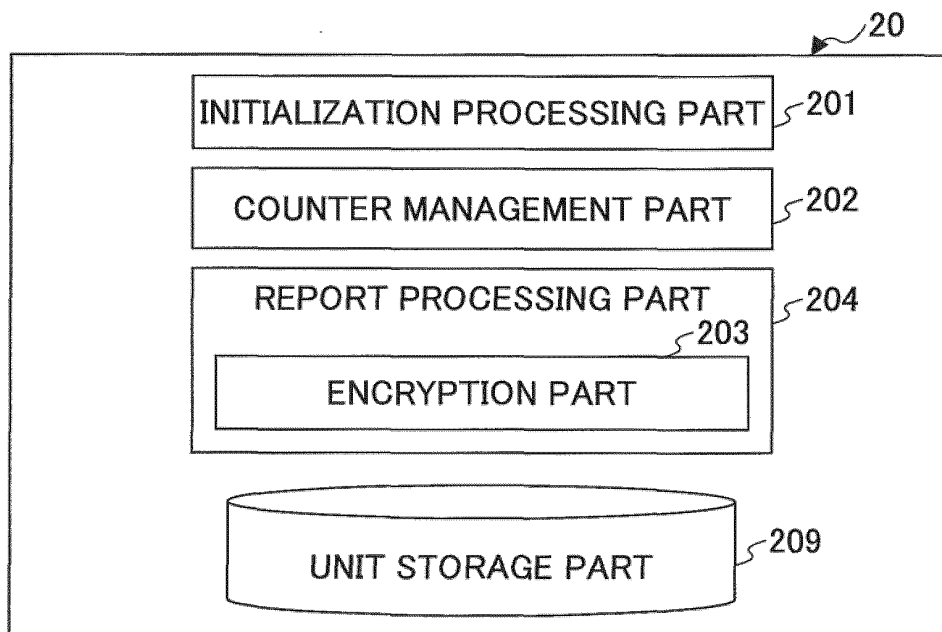 20
INITIALIZATION PROCESSING PART
201
COUNTER MANAGEMENT PART
202
REPORT PROCESSING PART
204
203
ENCRYPTION PART
UNIT STORAGE PART
209